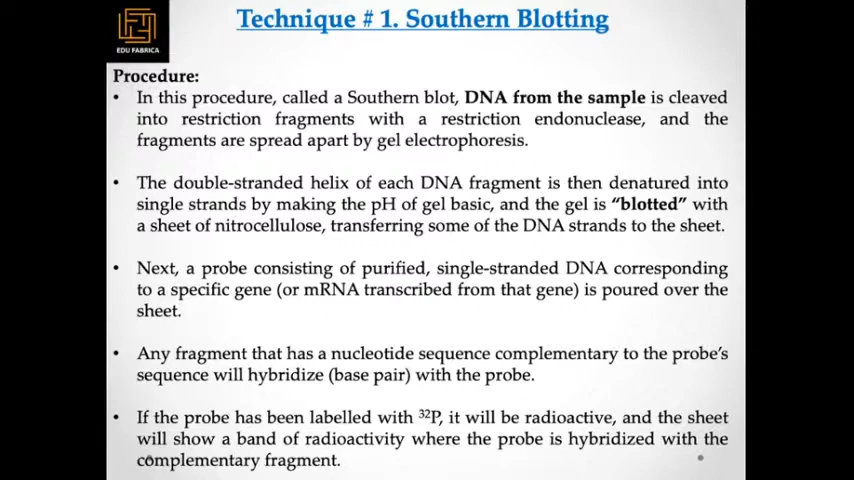 Technique # 1. Southern Blotting
EDU FABRICA
Procedure:
• In this procedure, called a Southern blot, DNA from the sample is cleaved
into restriction fragments with a restriction endonuclease, and the
fragments are spread apart by gel electrophoresis.
• The double-stranded helix of each DNA fragment is then denatured into
single strands by making the pH of gel basic, and the gel is “blotted” with
a sheet of nitrocellulose, transferring some of the DNA strands to the sheet.
• Next, a probe consisting of purified, single-stranded DNA corresponding
to a specific gene (or mRNA transcribed from that gene) is poured over the
sheet.
• Any fragment that has a nucleotide sequence complementary to the probe’s
sequence will hybridize (base pair) with the probe.
• If the probe has been labelled with ³²P, it will be radioactive, and the sheet
will show a band of radioactivity where the probe is hybridized with the
complementary fragment.